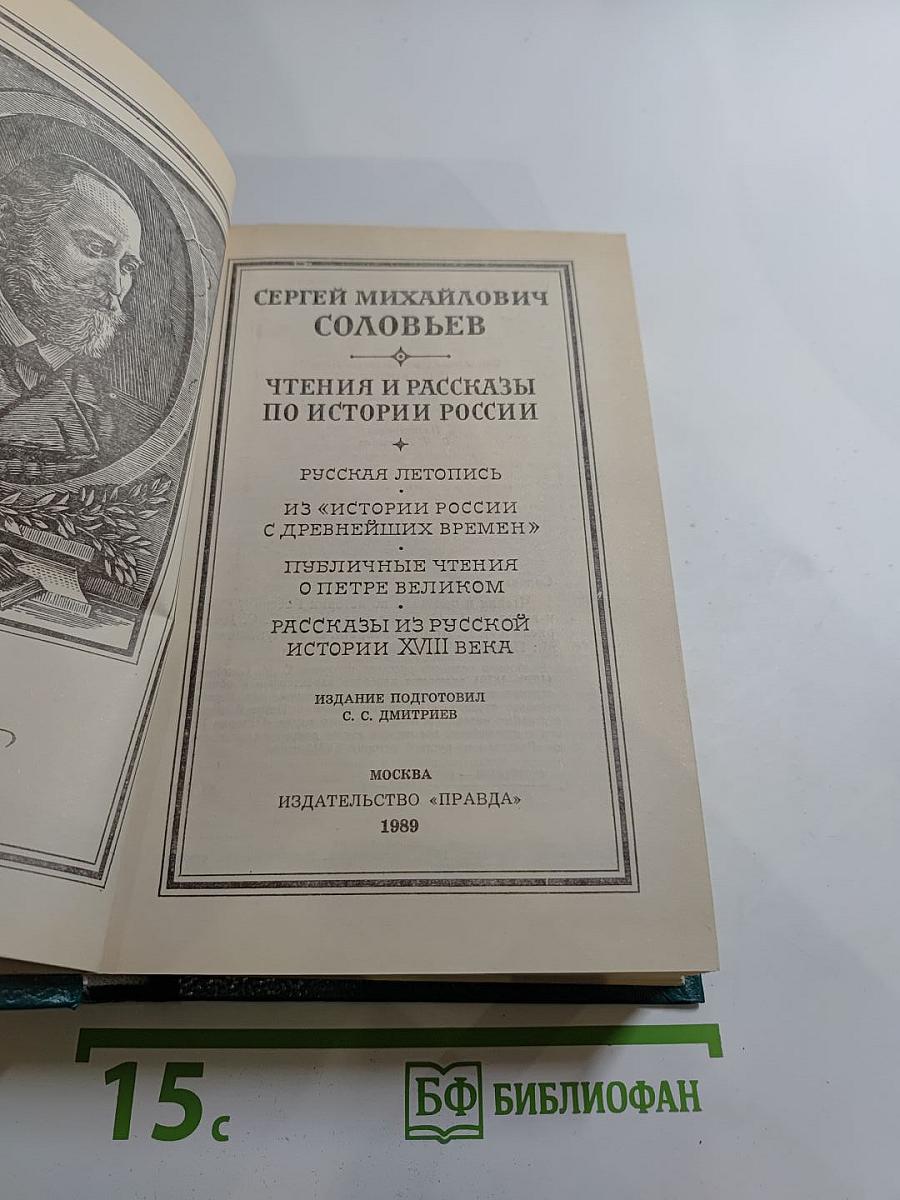 СЕРГЕЙ МИХАЙЛОВИЧ
СОЛОВЬЕВ
ЧТЕНИЯ И РАССКАЗЫ
ПО ИСТОРИИ РОССИИ
РУССКАЯ ЛЕТОПИСЬ
ИЗ «ИСТОРИИ РОССИИ
С ДРЕВНЕЙШИХ ВРЕМЕН»
ПУБЛИЧНЫЕ ЧТЕНИЯ
О ПЕТРЕ ВЕЛИКОМ
РАССКАЗЫ ИЗ РУССКОЙ
ИСТОРИИ XVIII ВЕКА
ИЗДАНИЕ ПОДГОТОВИЛ
С. С. ДМИТРИЕВ
МОСКВА
ИЗДАТЕЛЬСТВО «ПРАВДА»
1989
15 с
БФ БИБЛИОФАН